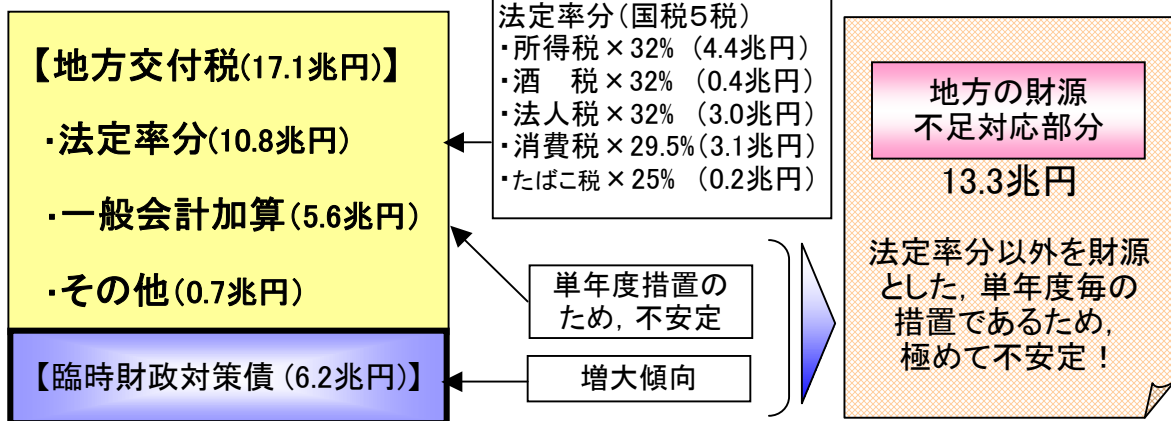 【地方交付税(17.1兆円)】
・法定率分(10.8兆円)
・一般会計加算(5.6兆円)
・その他(0.7兆円)
【臨時財政対策債(6.2兆円)】
法定率分(国税5税)
・所得税×32% (4.4兆円)
・酒　税×32% (0.4兆円)
・法人税×32% (3.0兆円)
・消費税×29.5%(3.1兆円)
・たばこ税×25% (0.2兆円)
単年度措置の
ため，不安定
増大傾向
地方の財源
不足対応部分
13.3兆円
法定率分以外を財源
とした，単年度毎の
措置であるため，
極めて不安定！